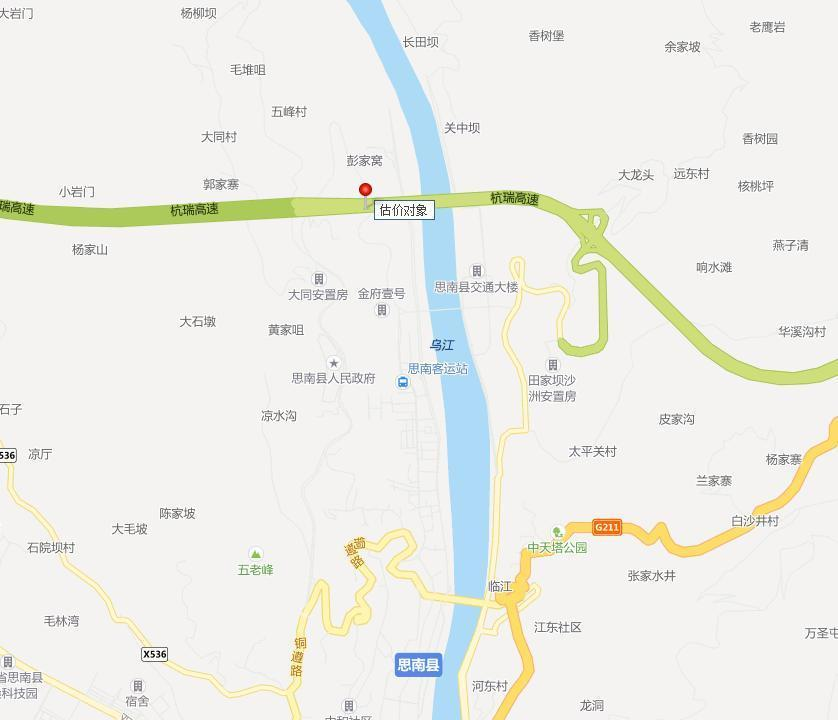 大岩门
杨柳坝
老鹰岩
香树堡
长田坝
余家坡
毛堆咀
五峰村
关中坝
大同村
香树园
彭家窝
大龙头
远东村
郭家寨
核桃坪
小岩门
瑞高速
杭瑞高速
杭瑞高速
估价对象
杨家山
燕子清
响水滩
思南县交通大楼
大同安置房
金府壹号
大石墩
黄家咀
华溪沟村
乌江
思南客运站
思南县人民政府
田家坝沙
洲安置房
石子
凉水沟
皮家沟
536
凉厅
太平关村
杨家寨
兰家寨
陈家坡
大毛坡
G211
白沙井村
石院坝村
中天塔公园
五老峰
张家水井
临江
毛林湾
江东社区
万圣屯
X536
铜遵路
思南县
省思南县
科技园
宿舍
河东村
龙洞